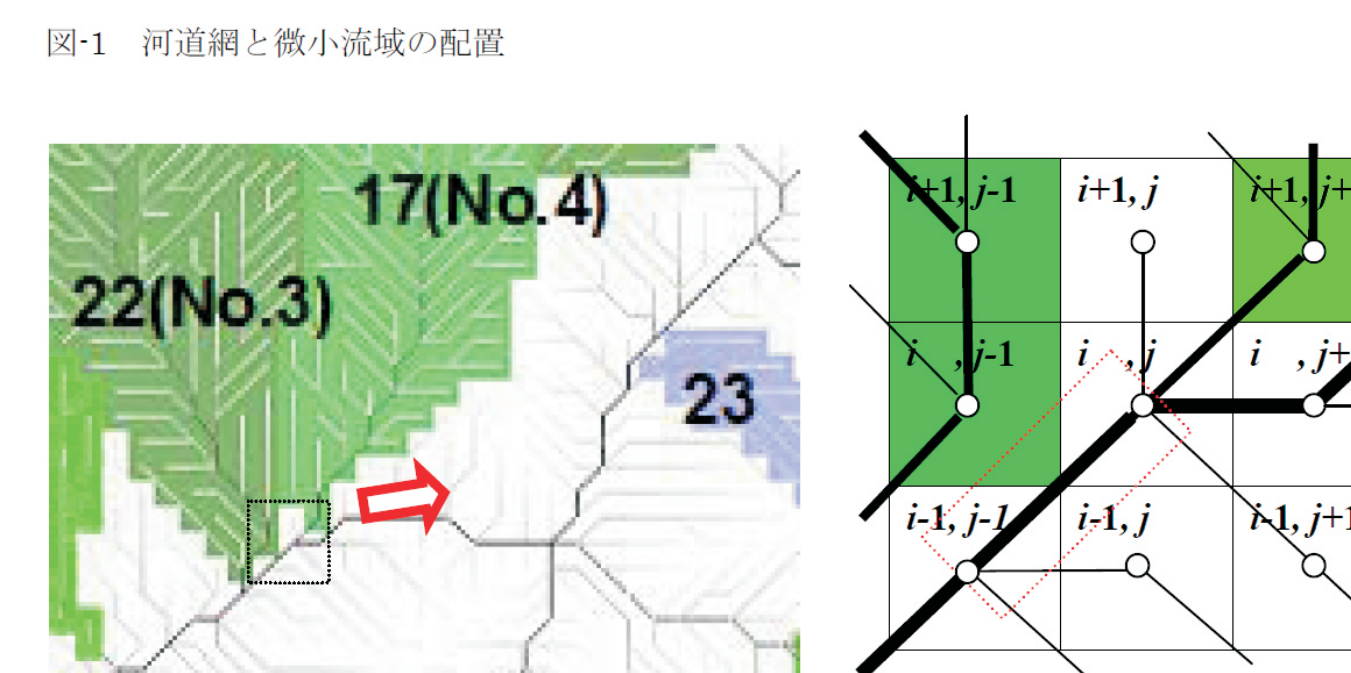 図-1 河道網と微小流域の配置
17(No.4)
22(No.3)
23
i+1, j-1
i+1, j
i+1, j+
i , j-1
i , j
i , j+
i-1, j-1
i-1, j
i-1, j+1